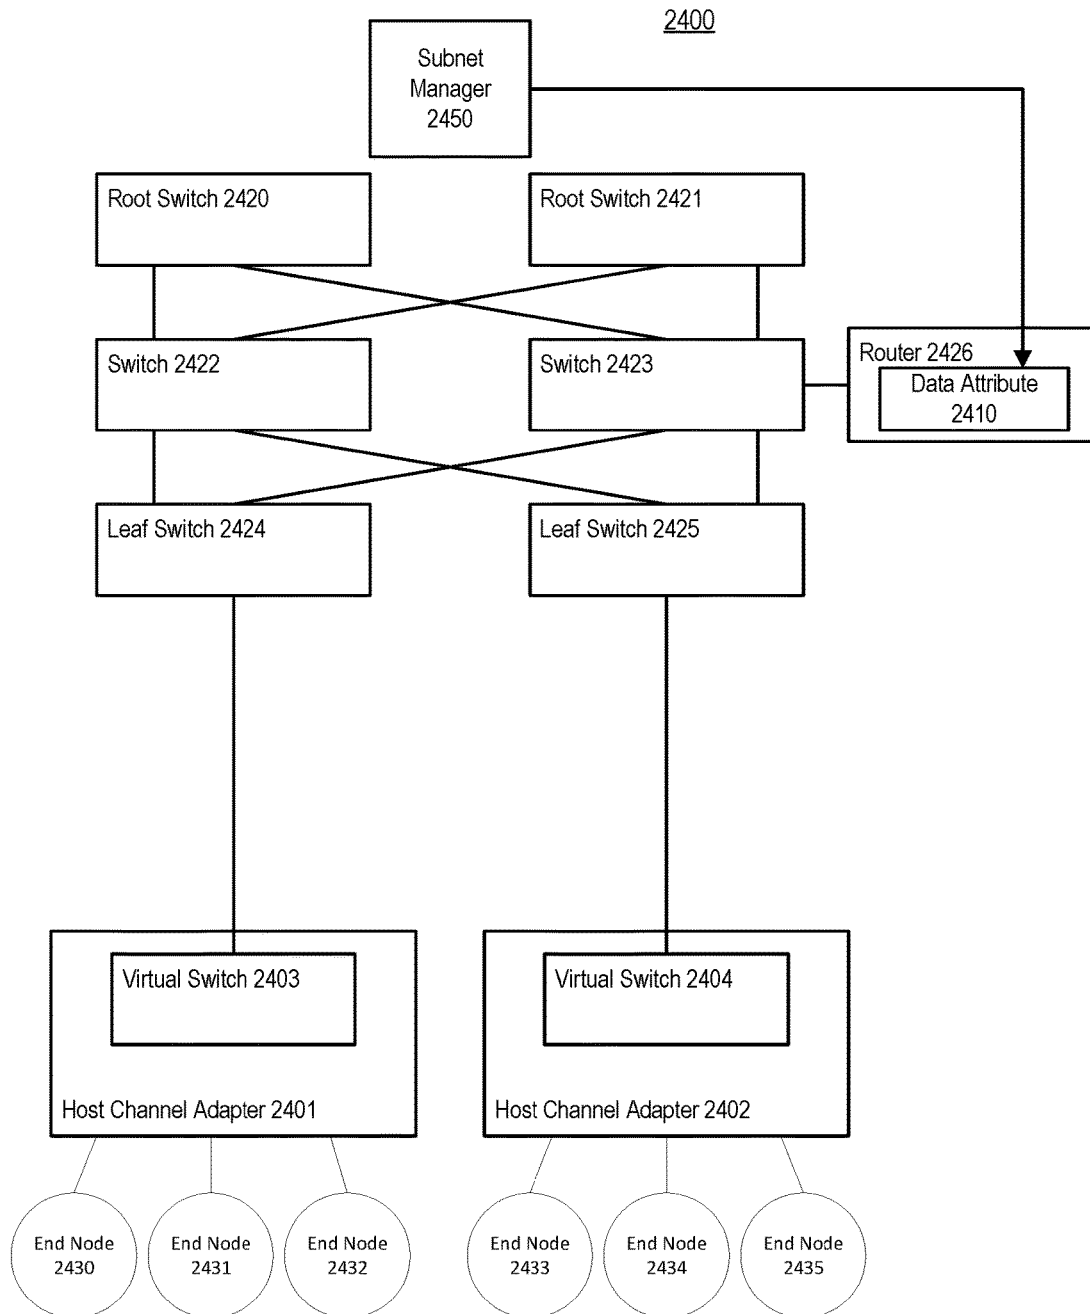 2400
Subnet
Manager
2450
Root Switch 2420
Root Switch 2421
Switch 2422
Switch 2423
Router 2426
Data Attribute
2410
Leaf Switch 2424
Leaf Switch 2425
Virtual Switch 2403
Virtual Switch 2404
Host Channel Adapter 2401
Host Channel Adapter 2402
End Node
2430
End Node
2431
End Node
2432
End Node
2433
End Node
2434
End Node
2435